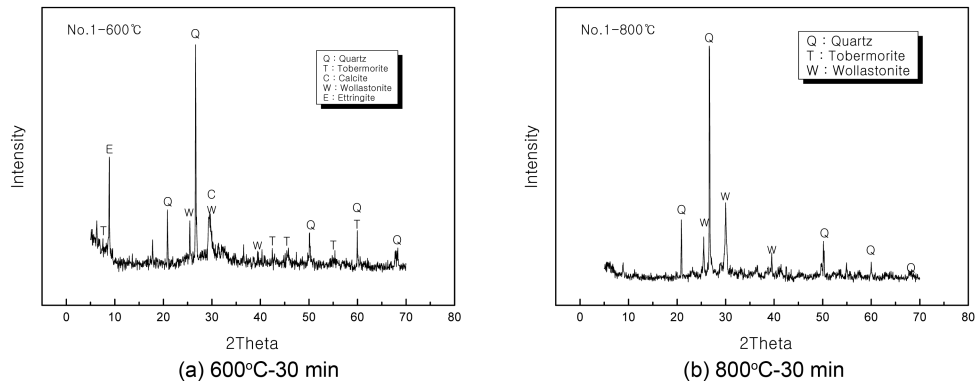 No.1-600℃
Q : Quartz
T : Tobermorite
C : Calcite
W : Wollastonite
E : Ettringite
Q
E
T
Q
W
C
W
W
T
T
Q
T
Q
T
Q
Intensity
0 10 20 30 40 50 60 70 80
2Theta
(a) 600°C-30 min
No.1-800℃
Q : Quartz
T : Tobermorite
W : Wollastonite
Q
Q
W
W
W
Q
Q
Q
Intensity
0 10 20 30 40 50 60 70 80
2Theta
(b) 800°C-30 min